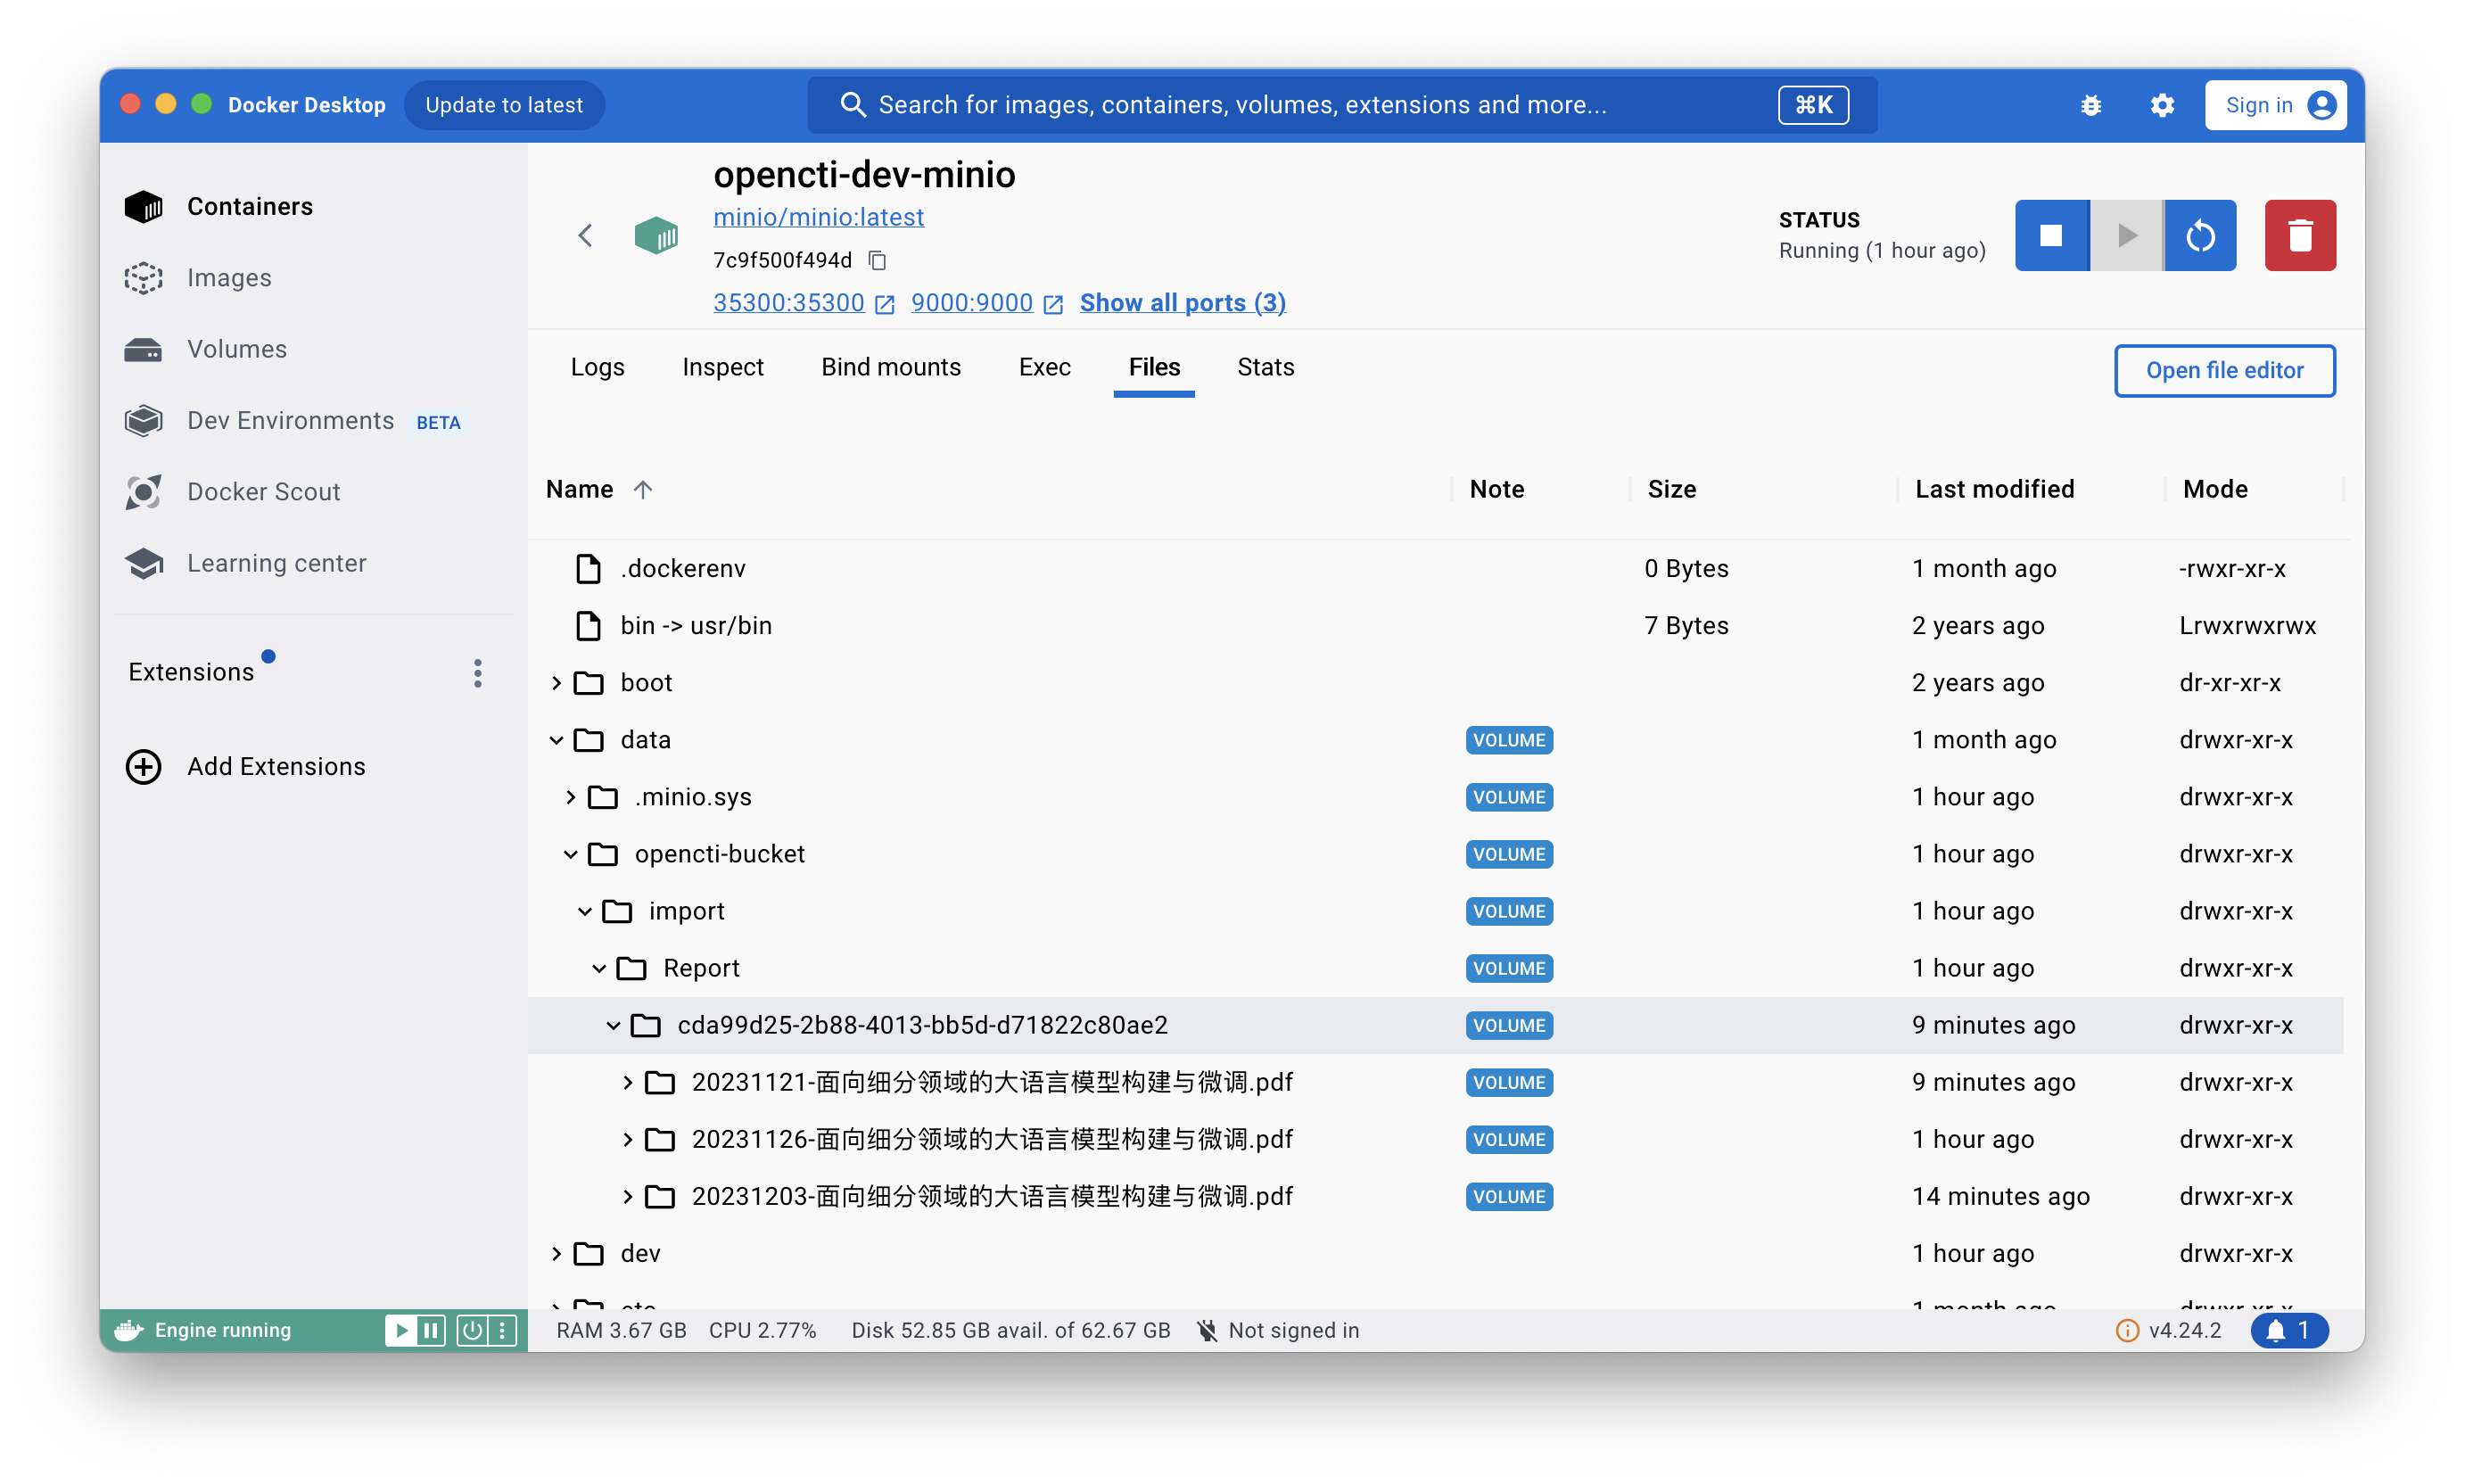 Docker Desktop Update to latest Search for images, containers, volumes, extensions and more... ⌘K Sign in
Containers
Images
Volumes
Dev Environments BETA
Docker Scout
Learning center
Extensions
Add Extensions
opencti-dev-minio
minio/minio:latest
7c9f500f494d
35300:35300 9000:9000 Show all ports (3)
STATUS
Running (1 hour ago)
Logs Inspect Bind mounts Exec Files Stats Open file editor
Name Note Size Last modified Mode
.dockerenv 0 Bytes 1 month ago -rwxr-xr-x
bin -> usr/bin 7 Bytes 2 years ago Lrwxrwxrwx
boot 2 years ago dr-xr-xr-x
data VOLUME 1 month ago drwxr-xr-x
.minio.sys VOLUME 1 hour ago drwxr-xr-x
opencti-bucket VOLUME 1 hour ago drwxr-xr-x
import VOLUME 1 hour ago drwxr-xr-x
Report VOLUME 1 hour ago drwxr-xr-x
cda99d25-2b88-4013-bb5d-d71822c80ae2 VOLUME 9 minutes ago drwxr-xr-x
20231121-面向细分领域的大语言模型构建与微调.pdf VOLUME 9 minutes ago drwxr-xr-x
20231126-面向细分领域的大语言模型构建与微调.pdf VOLUME 1 hour ago drwxr-xr-x
20231203-面向细分领域的大语言模型构建与微调.pdf VOLUME 14 minutes ago drwxr-xr-x
dev 1 hour ago drwxr-xr-x
Engine running RAM 3.67 GB CPU 2.77% Disk 52.85 GB avail. of 62.67 GB Not signed in v4.24.2 1